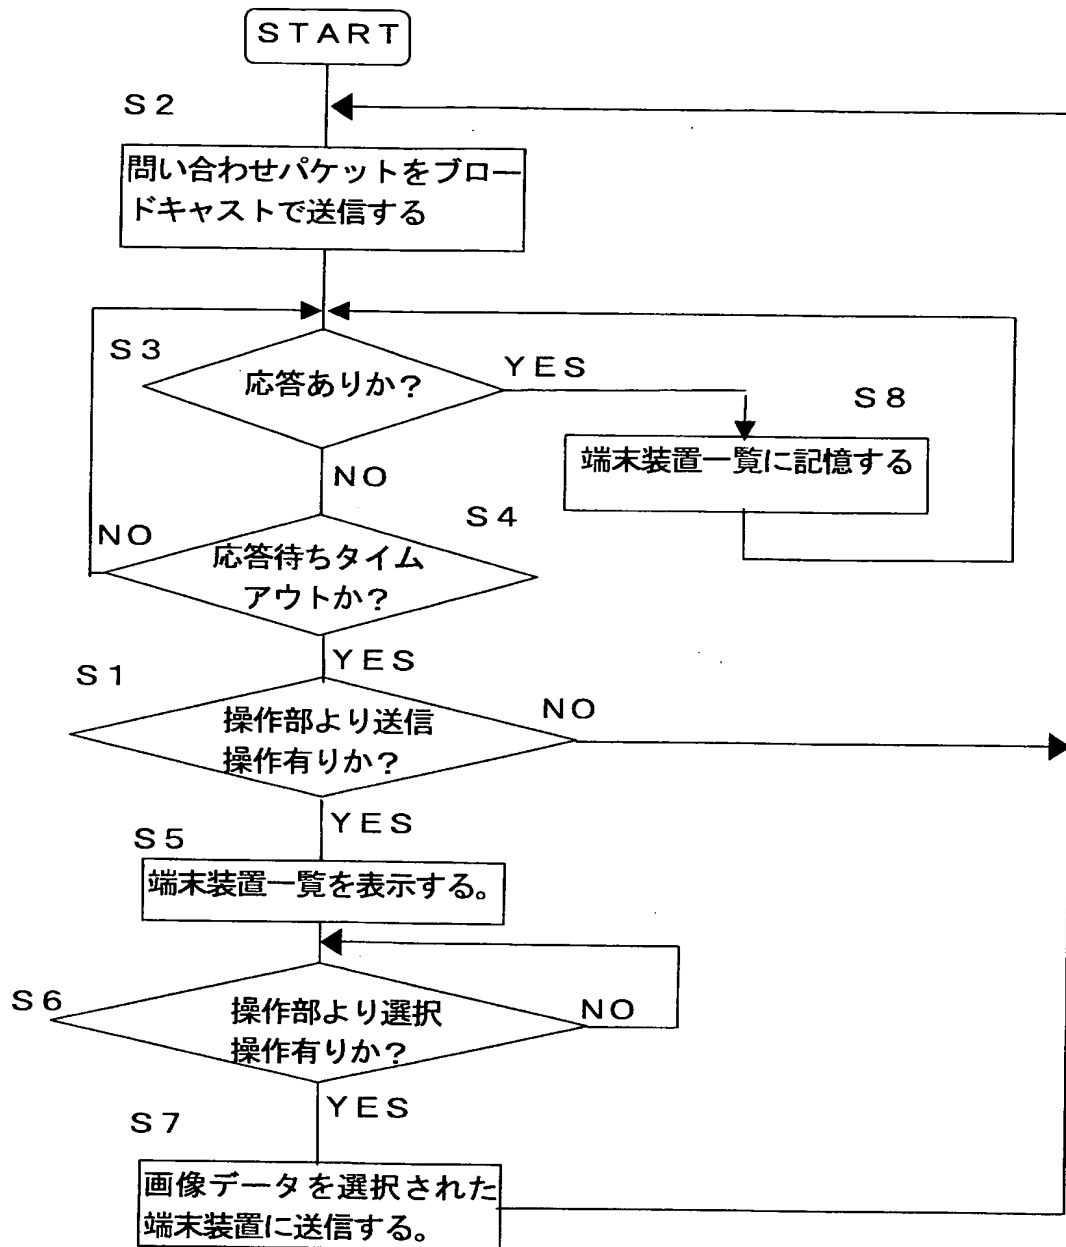 START
S2
問い合わせパケットをブロー
ドキャストで送信する
S3
応答ありか？
YES
S8
端末装置一覧に記憶する
NO
S4
NO
応答待ちタイム
アウトか？
YES
S1
操作部より送信
操作有りか？
NO
YES
S5
端末装置一覧を表示する。
S6
操作部より選択
操作有りか？
NO
YES
S7
画像データを選択された
端末装置に送信する。